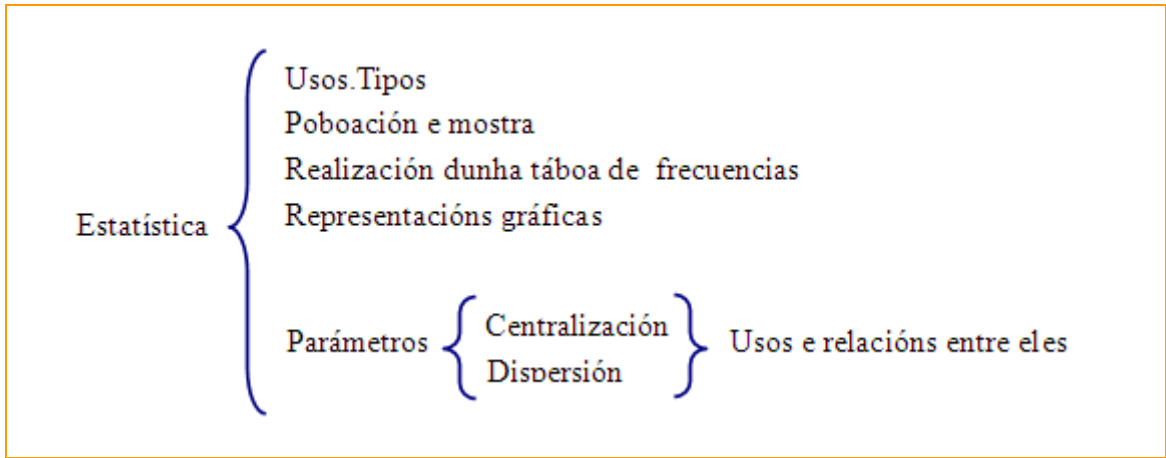 Usos.Tipos
Poboación e mostra
Realización dunha táboa de frecuencias
Representacións gráficas
Estatística
Parámetros
Centralización
Dispersión
Usos e relacións entre eles